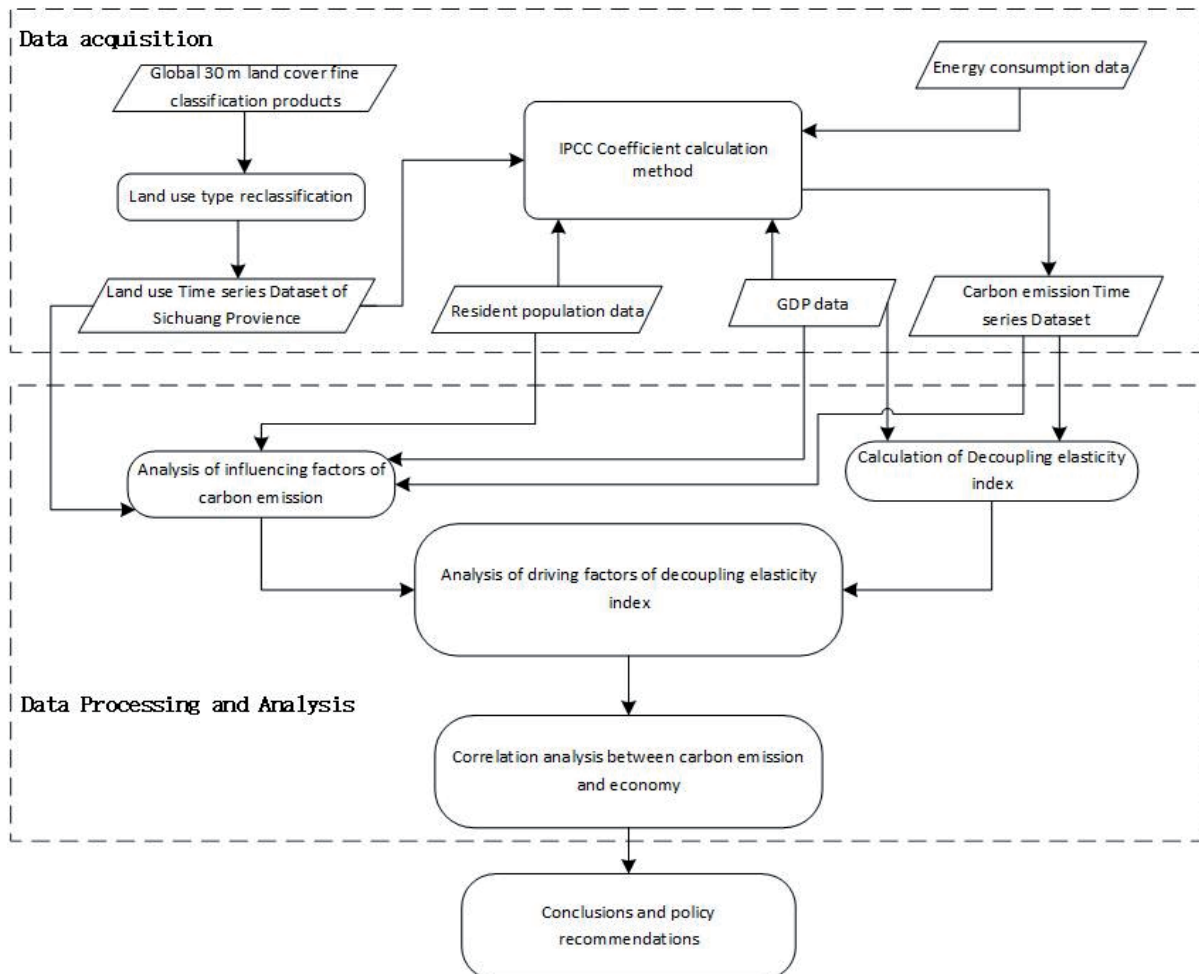 Data acquisition
Global 30 m land cover fine
classification products
Energy consumption data
IPCC Coefficient calculation
method
Land use type reclassification
Land use Time series Dataset of
Sichuang Provience
Resident population data
GDP data
Carbon emission Time
series Dataset
Analysis of influencing factors of
carbon emission
Calculation of Decoupling elasticity
index
Analysis of driving factors of decoupling elasticity
index
Data Processing and Analysis
Correlation analysis between carbon emission
and economy
Conclusions and policy
recommendations